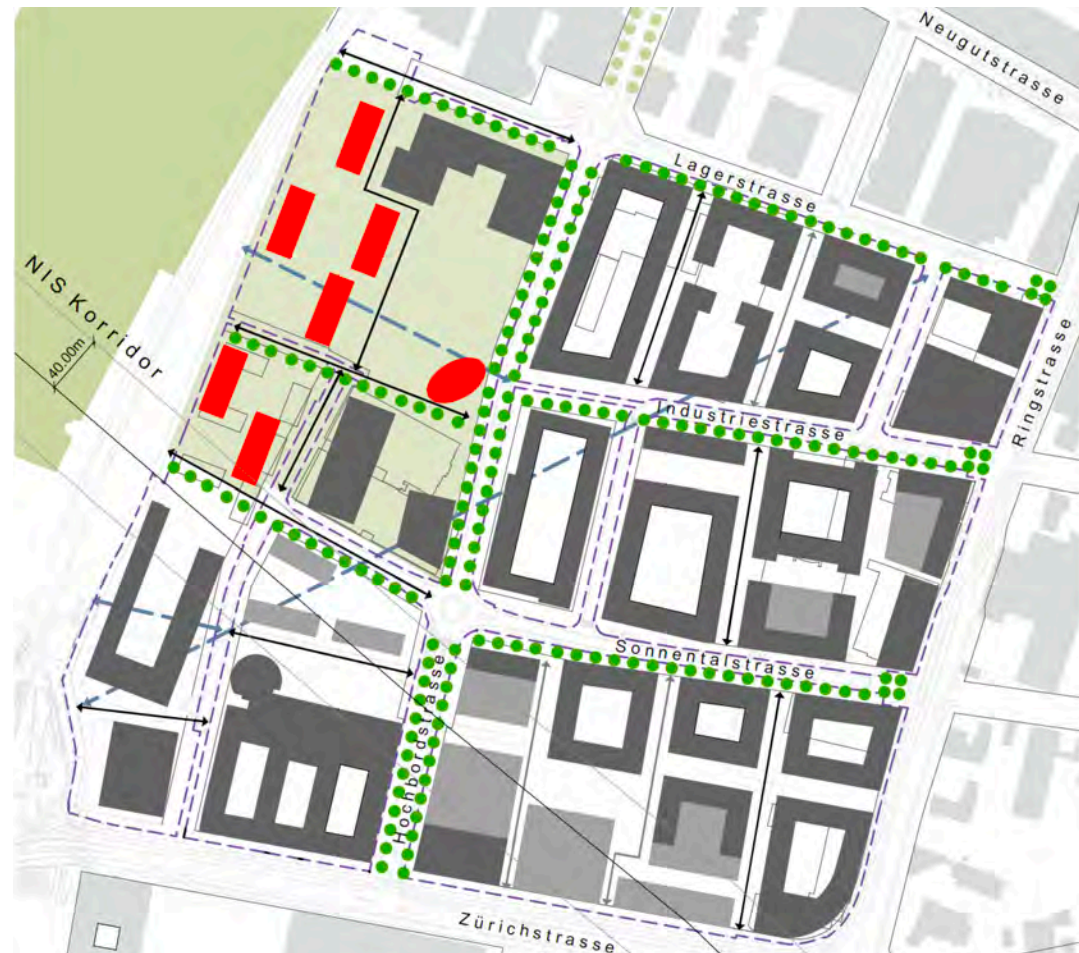 Neugutstrasse
Lagerstrasse
NIS Korridor
40.00m
Ringstrasse
Industriestrasse
Sonnentalstrasse
Hochbordstrasse
Zürichstrasse